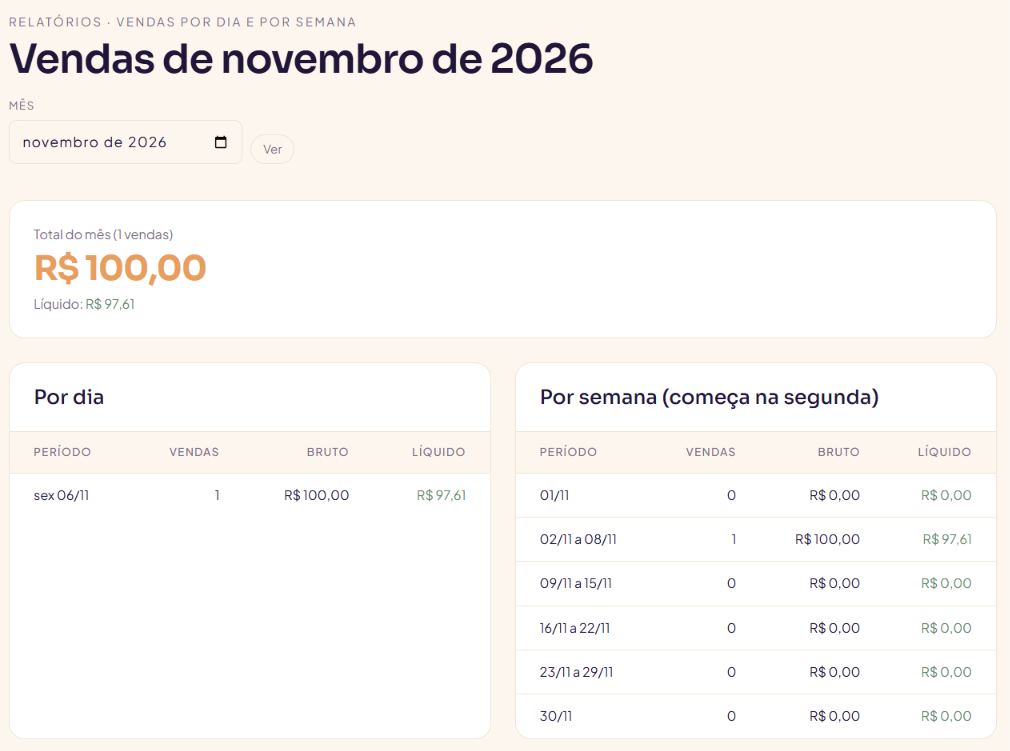 RELATÓRIOS · VENDAS POR DIA E POR SEMANA
Vendas de novembro de 2026
MÊS
novembro de 2026
Ver
Total do mês (1 vendas)
R$ 100,00
Líquido: R$ 97,61
Por dia
PERÍODO VENDAS BRUTO LÍQUIDO
sex 06/11 1 R$ 100,00 R$ 97,61
Por semana (começa na segunda)
PERÍODO VENDAS BRUTO LÍQUIDO
01/11 0 R$ 0,00 R$ 0,00
02/11 a 08/11 1 R$ 100,00 R$ 97,61
09/11 a 15/11 0 R$ 0,00 R$ 0,00
16/11 a 22/11 0 R$ 0,00 R$ 0,00
23/11 a 29/11 0 R$ 0,00 R$ 0,00
30/11 0 R$ 0,00 R$ 0,00